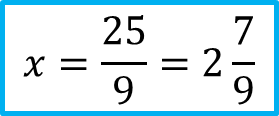 x = 25/9 = 2 7/9